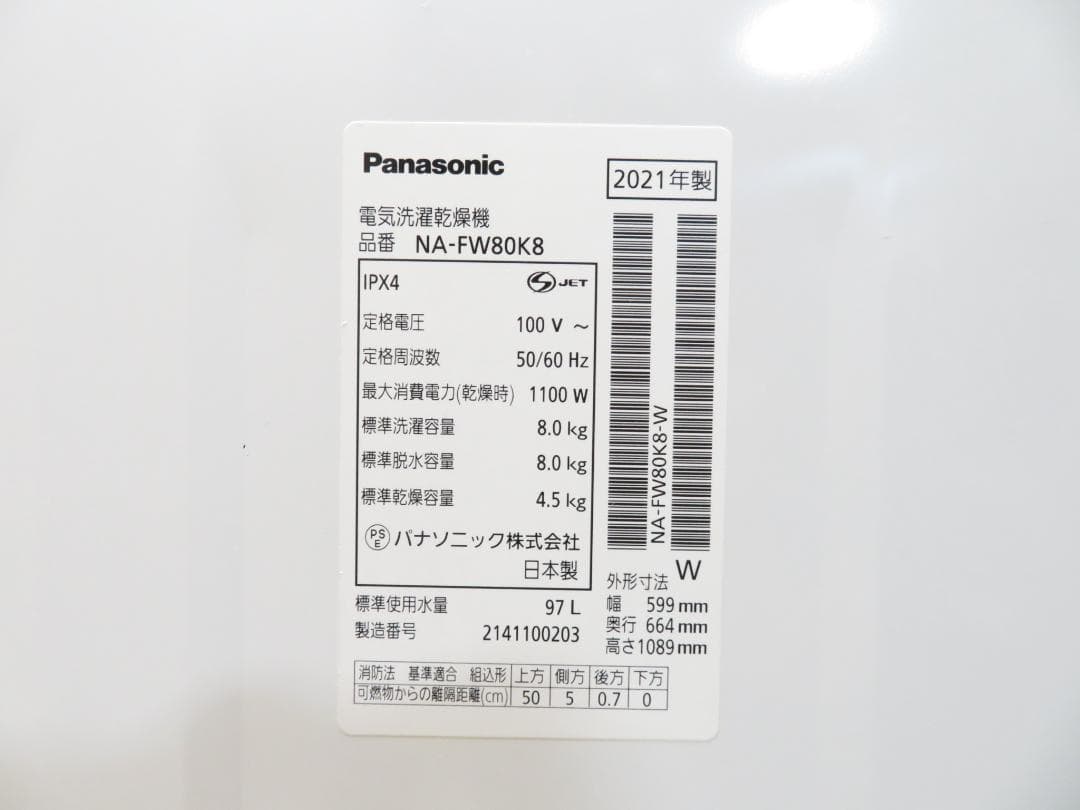 Panasonic
2021年製
電気洗濯乾燥機
品番 NA-FW80K8
IPX4 S JET
定格電圧 100 V ～
定格周波数 50/60 Hz
最大消費電力(乾燥時) 1100 W
標準洗濯容量 8.0 kg
標準脱水容量 8.0 kg
標準乾燥容量 4.5 kg
PSE パナソニック株式会社
日本製
標準使用水量 97 L
製造番号 2141100203
NA-FW80K8-W
W
外形寸法
幅 599 mm
奥行 664 mm
高さ1089 mm
消防法 基準適合 組込形 上方 側方 後方 下方
可燃物からの離隔距離(cm) 50 5 0.7 0